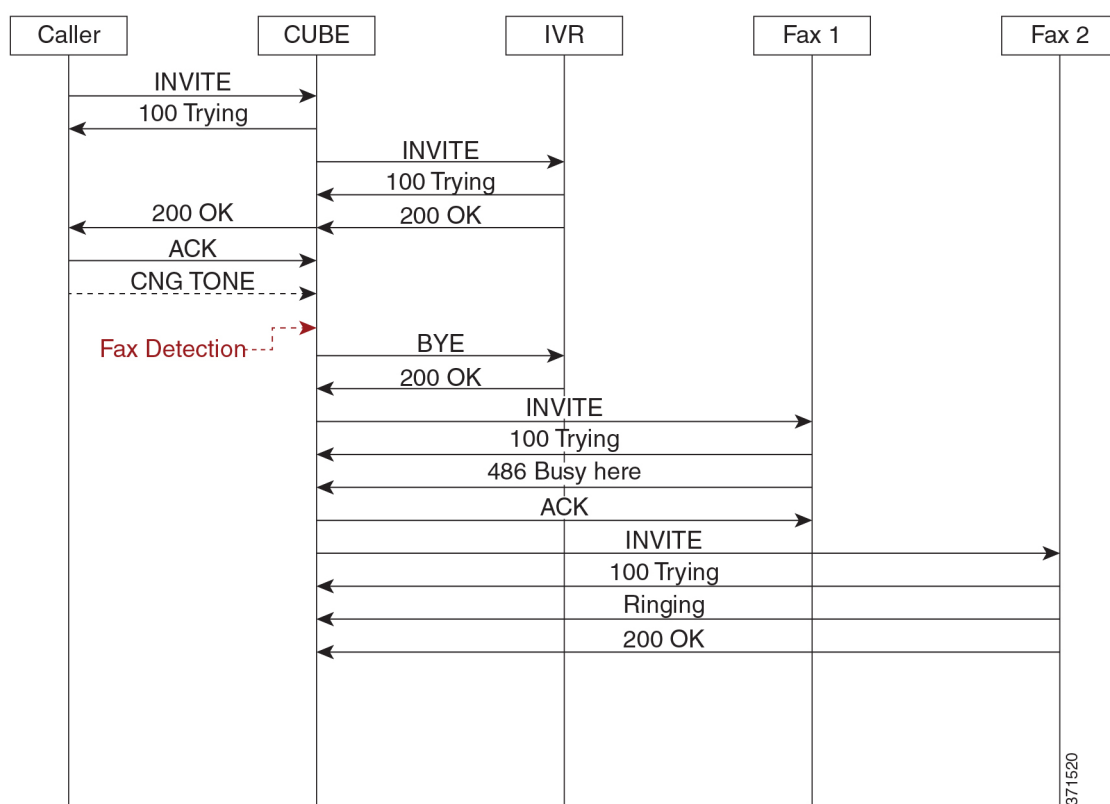 Caller CUBE IVR Fax 1 Fax 2
INVITE
100 Trying
INVITE
100 Trying
200 OK 200 OK
ACK
CNG TONE
Fax Detection
BYE
200 OK
INVITE
100 Trying
486 Busy here
ACK
INVITE
100 Trying
Ringing
200 OK
371520